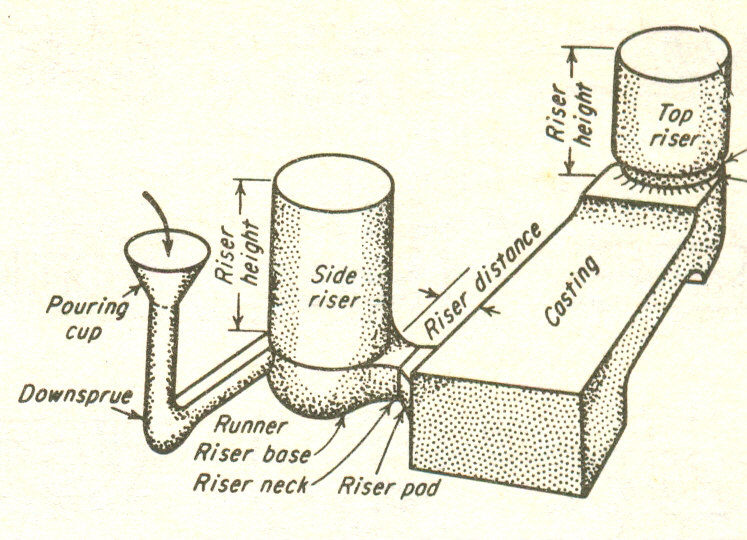 Riser
height
Top
riser
Riser
height
Side
riser
Riser distance
Casting
Pouring
cup
Downsprue
Runner
Riser base
Riser neck
Riser pad